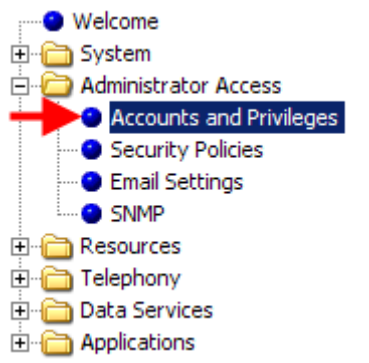 Welcome
System
Administrator Access
Accounts and Privileges
Security Policies
Email Settings
SNMP
Resources
Telephony
Data Services
Applications